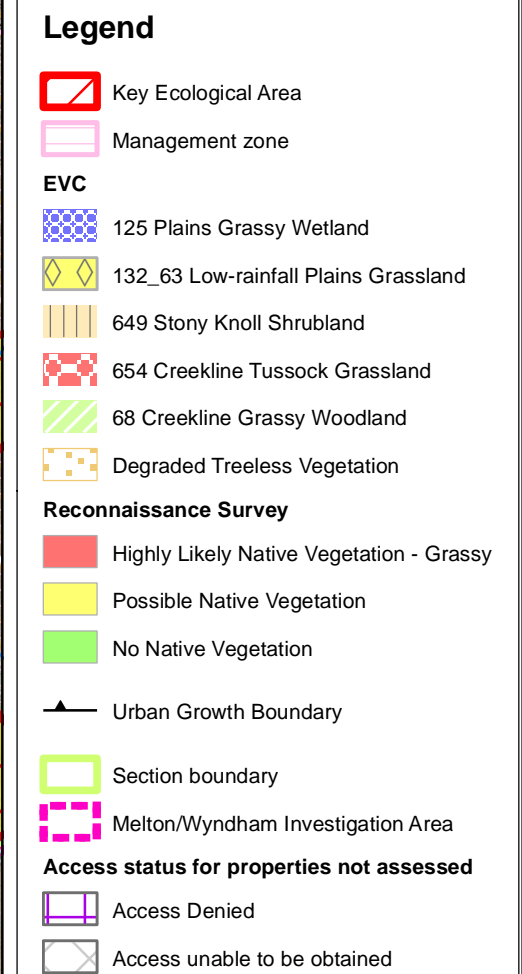 Legend
Key Ecological Area
Management zone
EVC
125 Plains Grassy Wetland
132_63 Low-rainfall Plains Grassland
649 Stony Knoll Shrubland
654 Creekline Tussock Grassland
68 Creekline Grassy Woodland
Degraded Treeless Vegetation
Reconnaissance Survey
Highly Likely Native Vegetation - Grassy
Possible Native Vegetation
No Native Vegetation
Urban Growth Boundary
Section boundary
Melton/Wyndham Investigation Area
Access status for properties not assessed
Access Denied
Access unable to be obtained